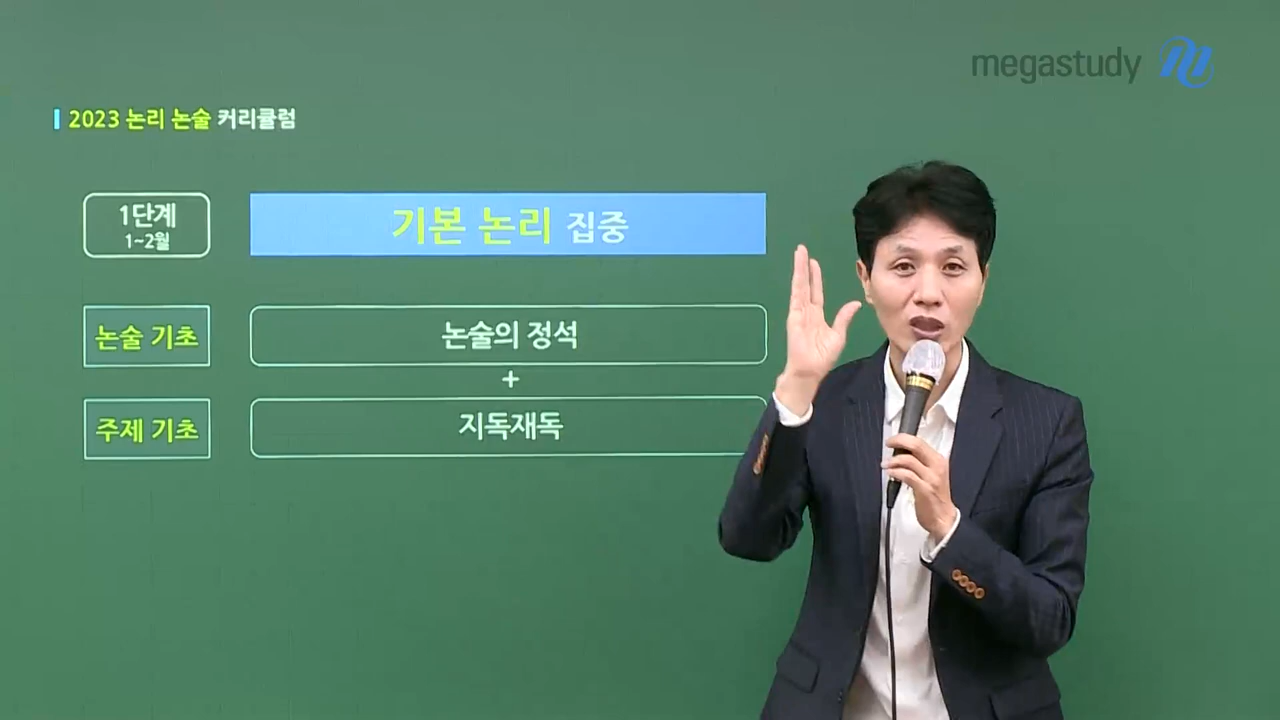 megastudy
2023 논리 논술 커리큘럼
1단계
1~2월
기본 논리 집중
논술 기초
논술의 정석
+
주제 기초
지독재독